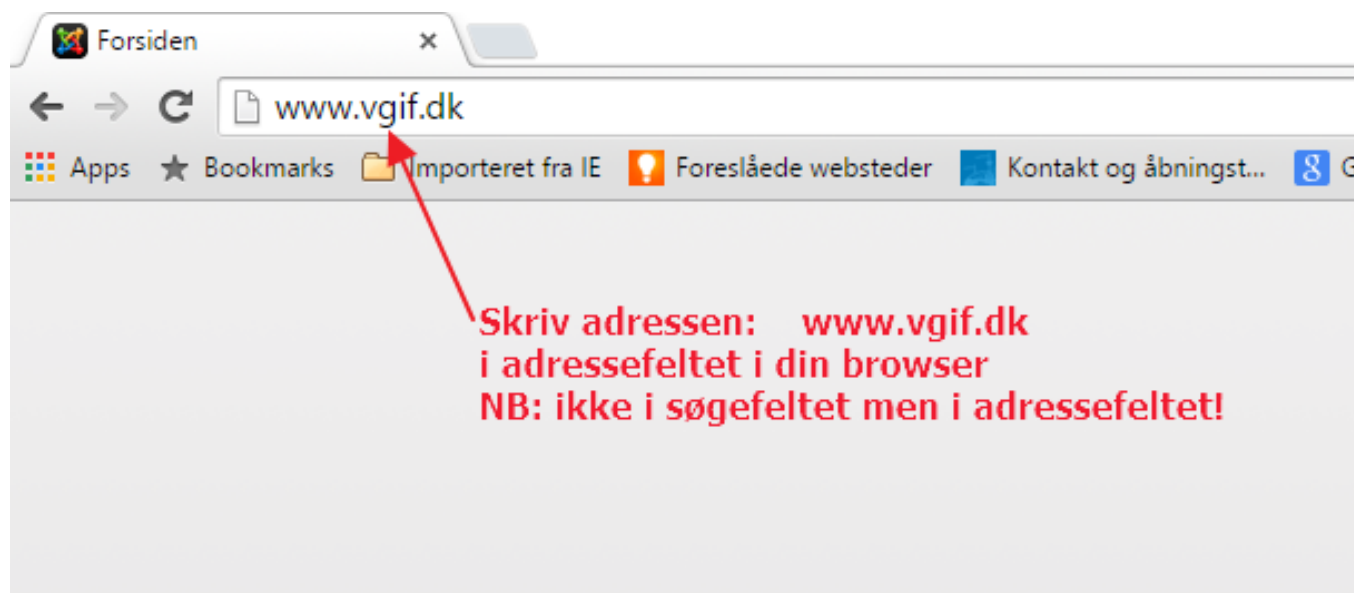 Forsiden
www.vgif.dk
Apps Bookmarks Importeret fra IE Foreslåede websteder Kontakt og åbningst... 8 G
Skriv adressen: www.vgif.dk
i adressefeltet i din browser
NB: ikke i søgefeltet men i adressefeltet!